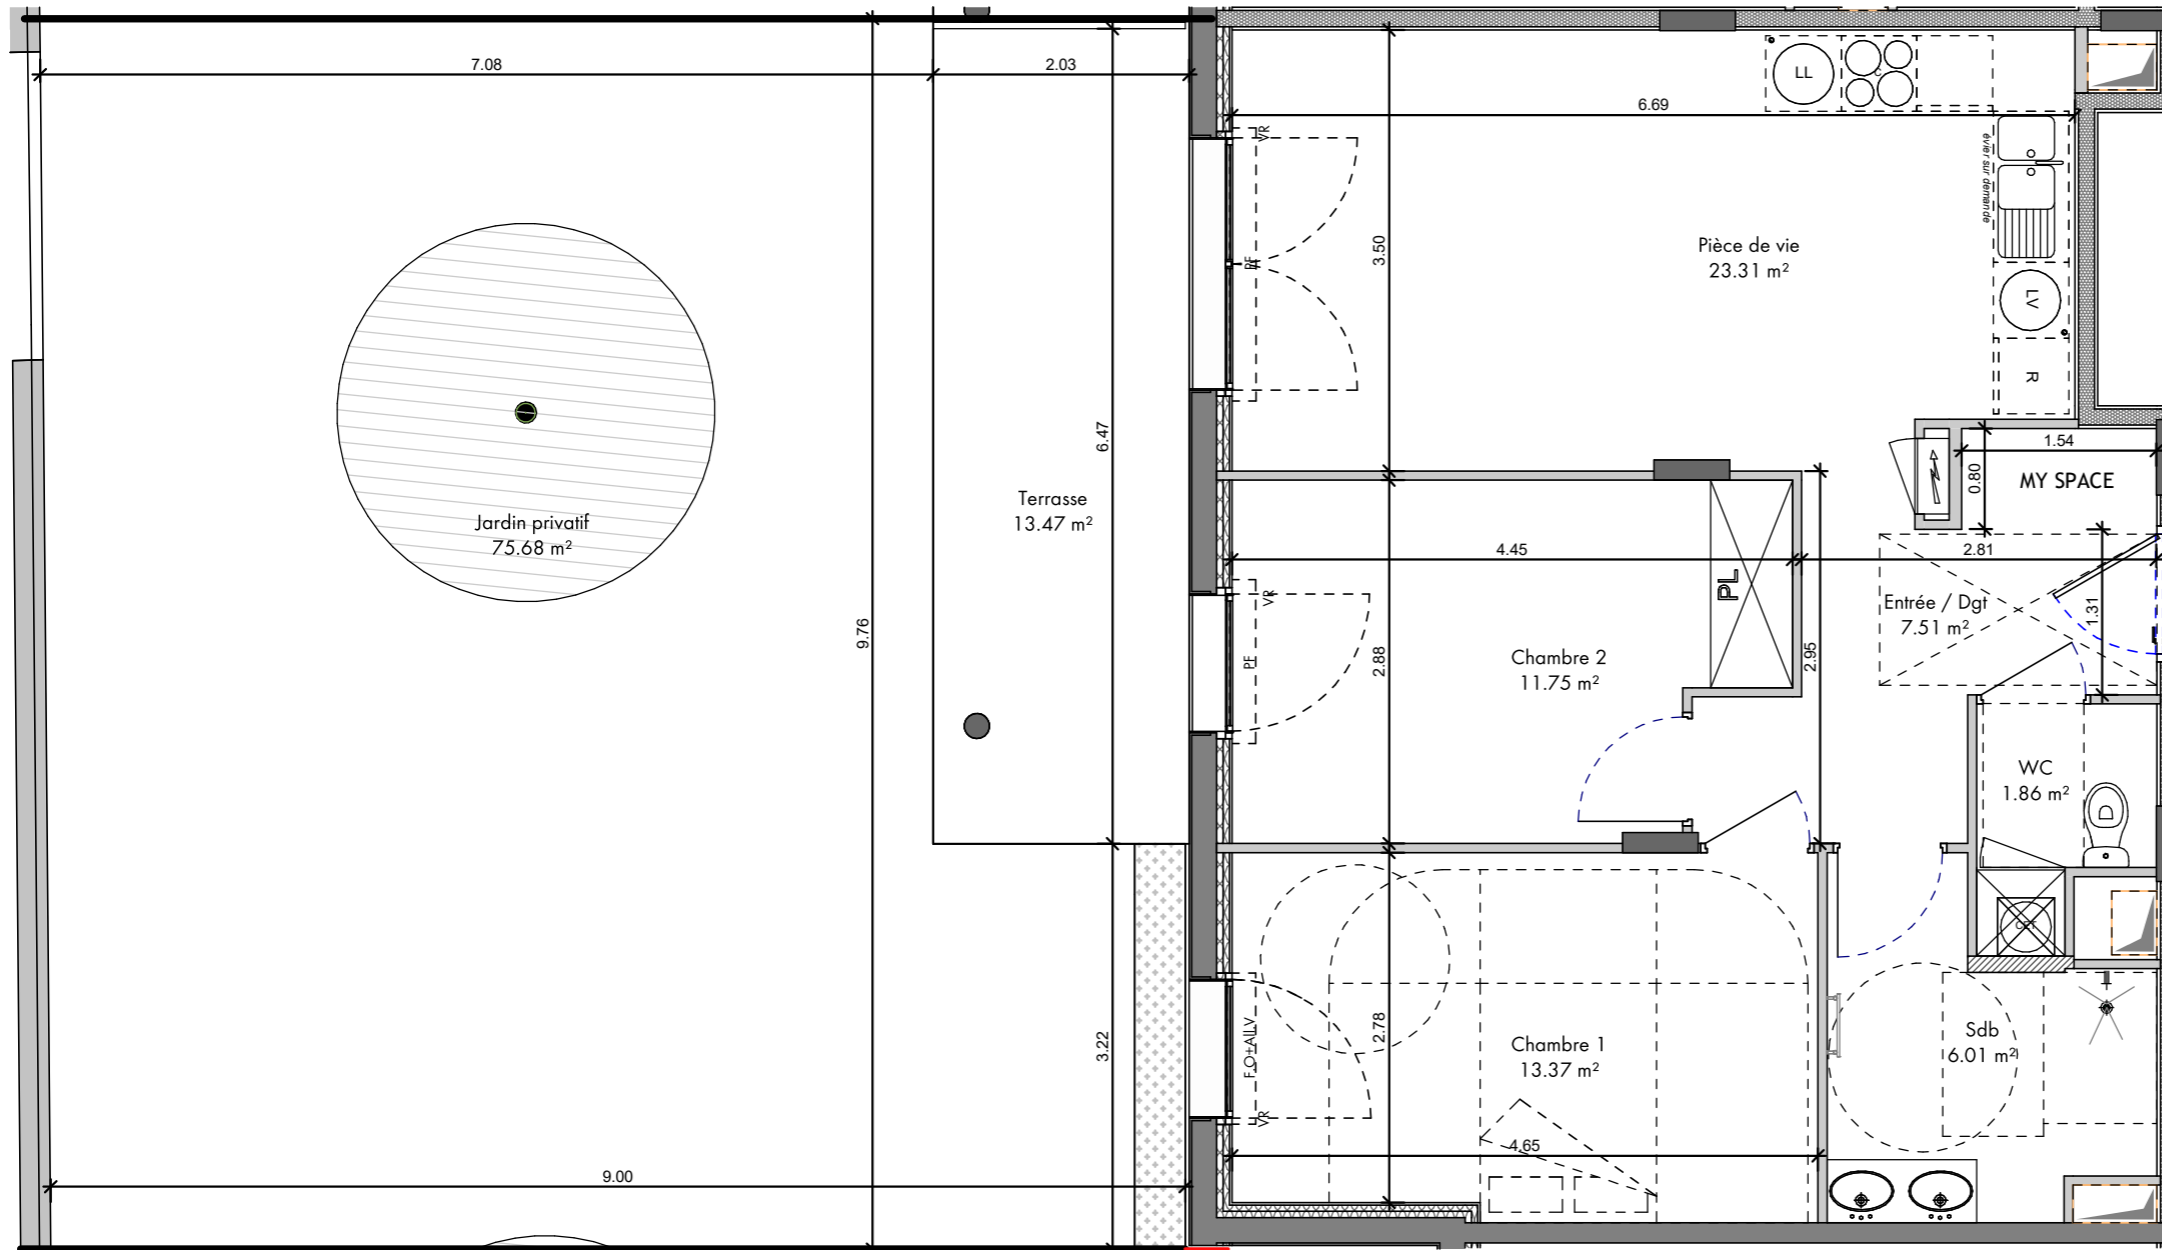 7.08
2.03
LL
C
6.69
VR
évier sur demande
3.50
PF
Pièce de vie
23.31 m²
LV
R
6.47
1.54
0.80
MY SPACE
Terrasse
13.47 m²
Jardin privatif
75.68 m²
4.45
2.81
PL
VR
Entrée / Dgt
7.51 m²
1.31
9.76
Chambre 2
11.75 m²
2.88
2.95
PF
WC
1.86 m²
3.22
F.O+All.V
2.78
Chambre 1
13.37 m²
Sdb
6.01 m²
VR
4.65
9.00